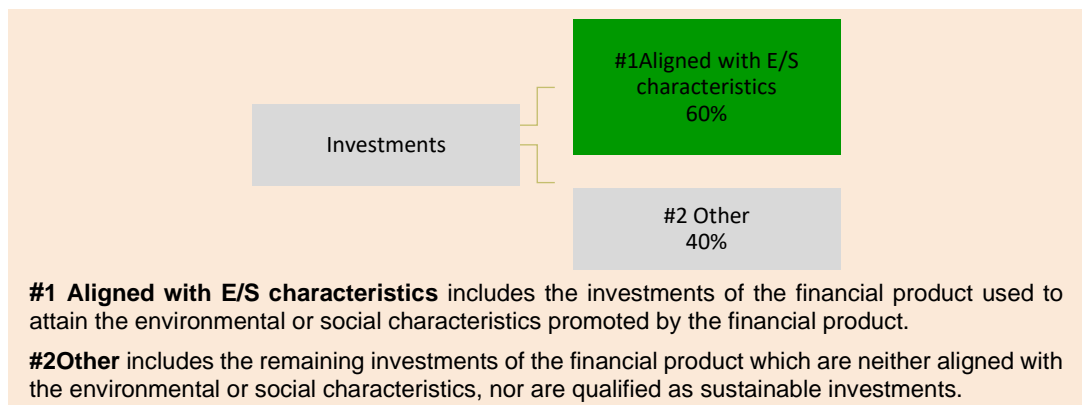 #1Aligned with E/S
characteristics
60%
Investments
#2 Other
40%
#1 Aligned with E/S characteristics includes the investments of the financial product used to
attain the environmental or social characteristics promoted by the financial product.
#2Other includes the remaining investments of the financial product which are neither aligned with
the environmental or social characteristics, nor are qualified as sustainable investments.